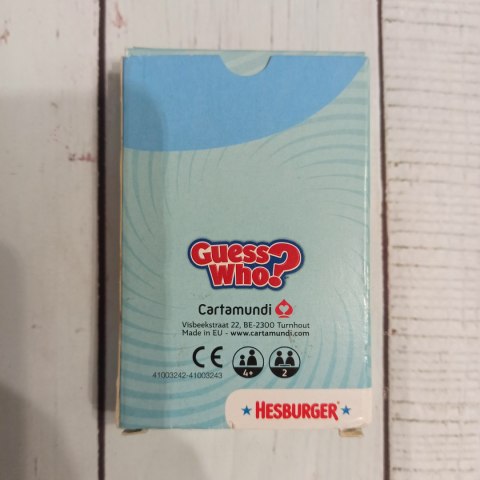 Guess
Who?
Cartamundi
Visbeekstraat 22, BE-2300 Turnhout
Made in EU - www.cartamundi.com
CE
4+
2
41003242-41003243
HESBURGER